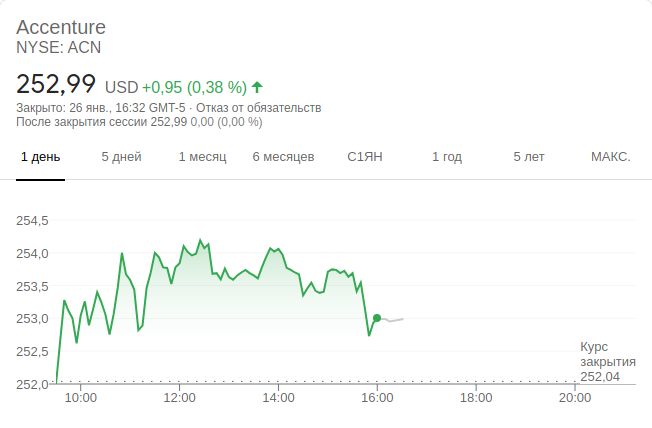 Accenture
NYSE: ACN
252,99 USD +0,95 (0,38 %)
Закрыто: 26 янв., 16:32 GMT-5 · Отказ от обязательств
После закрытия сессии 252,99 0,00 (0,00 %)
1 день 5 дней 1 месяц 6 месяцев С1ЯН 1 год 5 лет МАКС.
254,5
254,0
253,5
253,0
252,5
252,0
Курс
закрытия
252,04
10:00 12:00 14:00 16:00 18:00 20:00